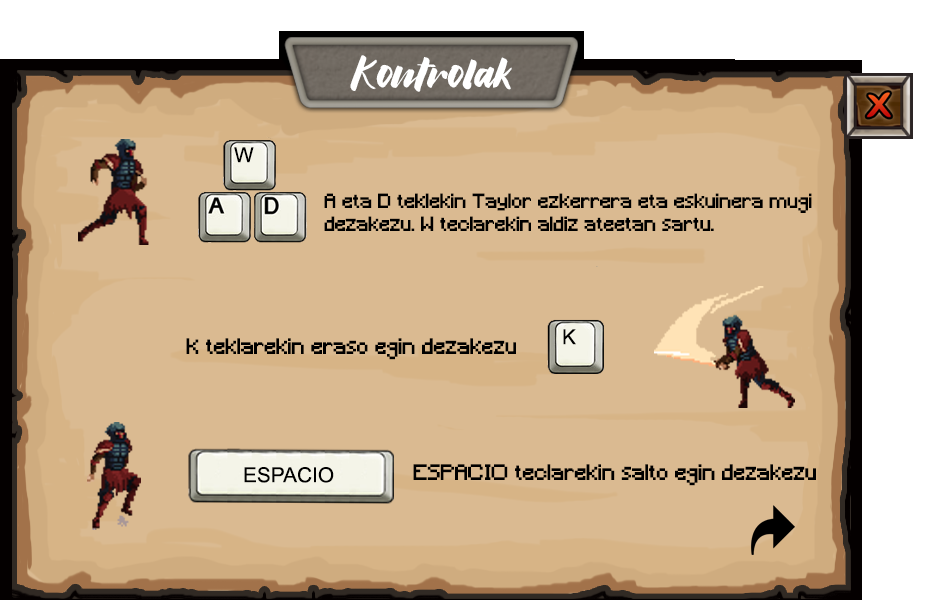 Kontrolak
X
W
A D
A eta D teklekin Taylor ezkerrera eta eskuinera mugi
dezakezu. W teclarekin aldiz ateetan sartu.
K teklarekin eraso egin dezakezu
K
ESPACIO
ESPACIO teclarekin salto egin dezakezu